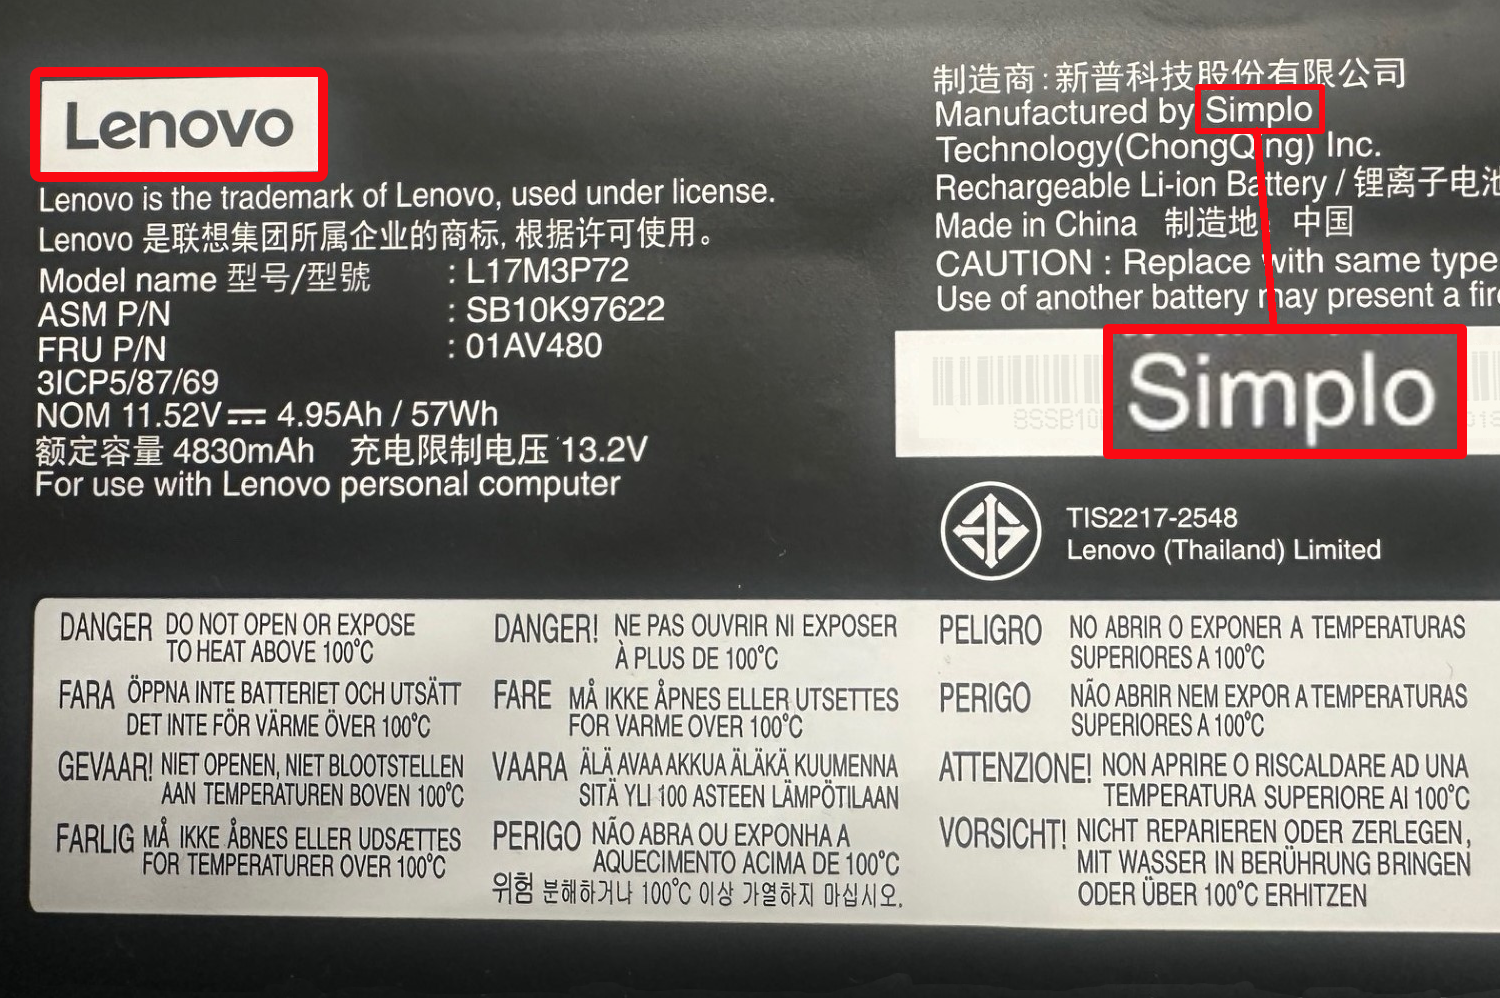 Lenovo
Lenovo is the trademark of Lenovo, used under license.
Lenovo 是联想集团所属企业的商标, 根据许可使用。
Model name 型号/型號 : L17M3P72
ASM P/N : SB10K97622
FRU P/N : 01AV480
3ICP5/87/69
NOM 11.52V 4.95Ah / 57Wh
额定容量 4830mAh 充电限制电压 13.2V
For use with Lenovo personal computer
制造商:新普科技股份有限公司
Manufactured by Simplo
Technology(ChongQing) Inc.
Rechargeable Li-ion Battery / 锂离子电池
Made in China 制造地: 中国
CAUTION : Replace with same type
Use of another battery may present a
Simplo
TIS2217-2548
Lenovo (Thailand) Limited
DANGER DO NOT OPEN OR EXPOSE
TO HEAT ABOVE 100°C
FARA ÖPPNA INTE BATTERIET OCH UTSÄTT
DET INTE FÖR VÄRME ÖVER 100°C
GEVAAR! NIET OPENEN, NIET BLOOTSTELLEN
AAN TEMPERATUREN BOVEN 100°C
FARLIG MÅ IKKE ÅBNES ELLER UDSÆTTES
FOR TEMPERATURER OVER 100°C
DANGER! NE PAS OUVRIR NI EXPOSER
À PLUS DE 100°C
FARE MÅ IKKE ÅPNES ELLER UTSETTES
FOR VARME OVER 100°C
VAARA ÄLÄ AVAA AKKUA ÄLÄKÄ KUUMENNA
SITÄ YLI 100 ASTEEN LÄMPÖTILAAN
PERIGO NÃO ABRA OU EXPONHA A
AQUECIMENTO ACIMA DE 100°C
위험 분해하거나 100°C 이상 가열하지 마십시오.
PELIGRO NO ABRIR O EXPONER A TEMPERATURAS
SUPERIORES A 100°C
PERIGO NÃO ABRIR NEM EXPOR A TEMPERATURAS
SUPERIORES A 100°C
ATTENZIONE! NON APRIRE O RISCALDARE AD UNA
TEMPERATURA SUPERIORE AI 100°C
VORSICHT! NICHT REPARIEREN ODER ZERLEGEN,
MIT WASSER IN BERÜHRUNG BRINGEN
ODER ÜBER 100°C ERHITZEN